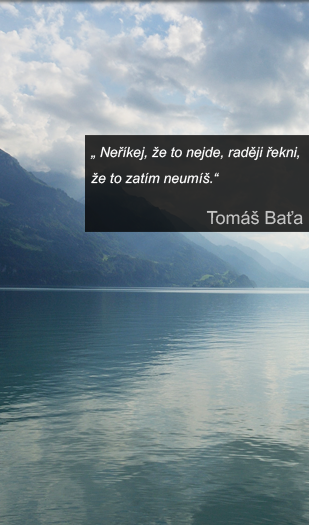 „ Neříkej, že to nejde, raději řekni,
že to zatím neumíš.“
Tomáš Baťa